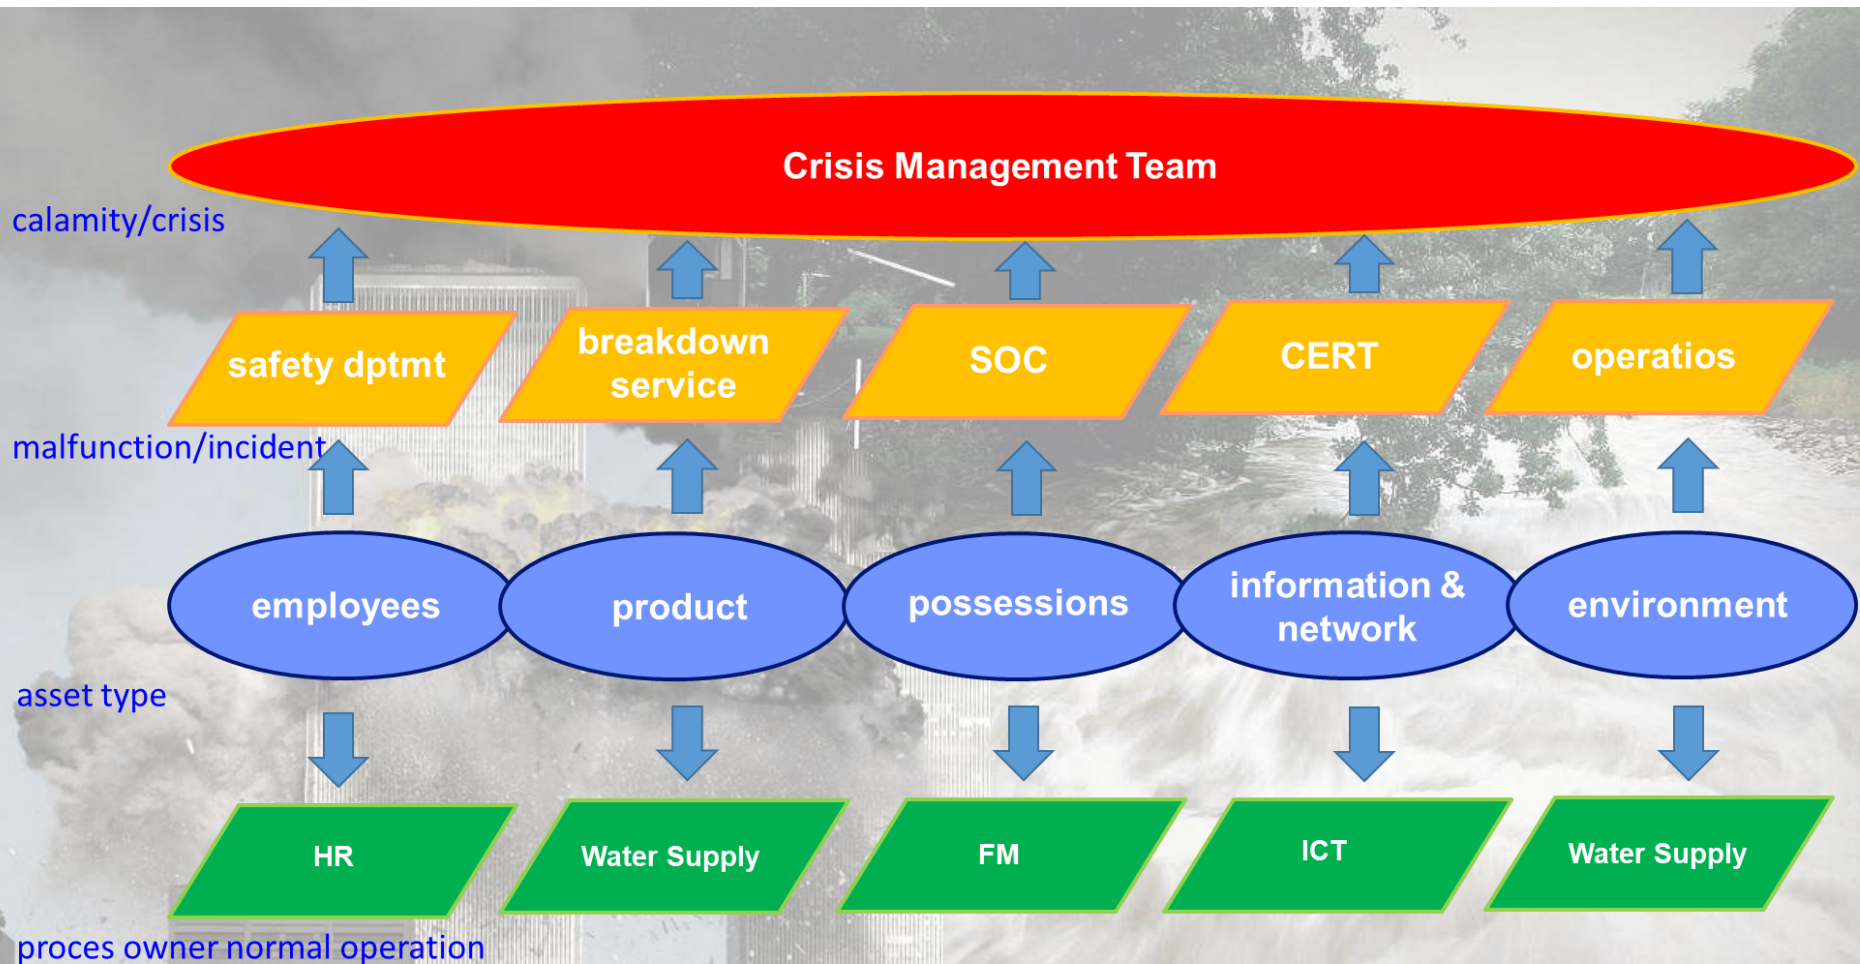 Crisis Management Team
calamity/crisis
safety dptmt
breakdown
service
SOC
CERT
operatios
malfunction/incident
employees
product
possessions
information &
network
environment
asset type
HR
Water Supply
FM
ICT
Water Supply
proces owner normal operation